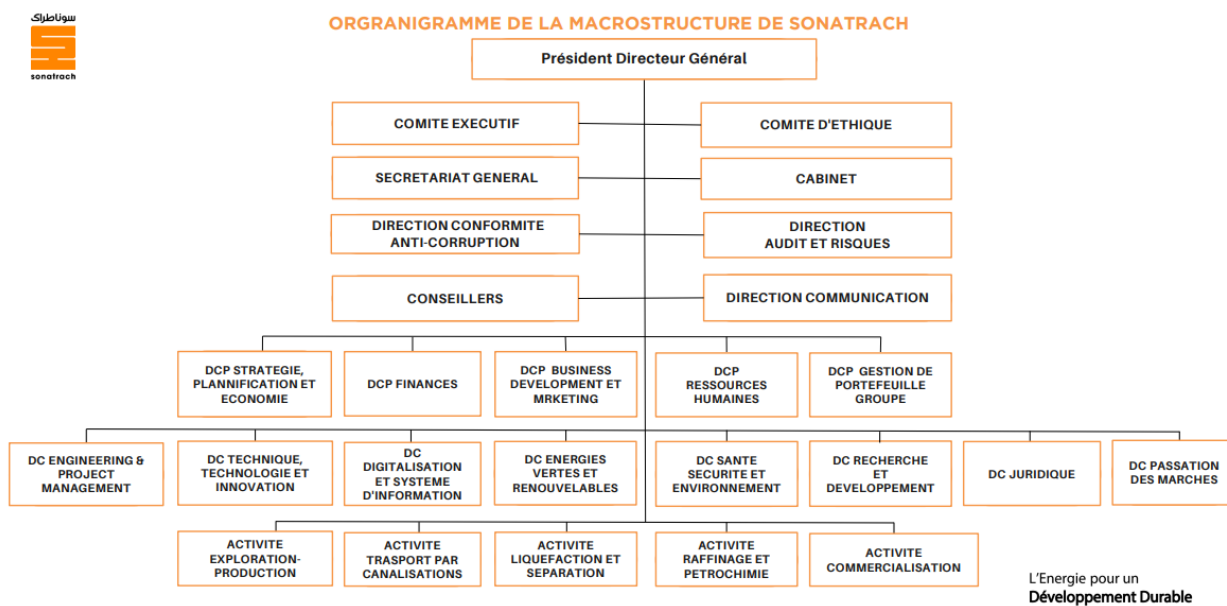 سوناطراك
sonatrach
ORGRANIGRAMME DE LA MACROSTRUCTURE DE SONATRACH
Président Directeur Général
COMITE EXECUTIF
COMITE D'ETHIQUE
SECRETARIAT GENERAL
CABINET
DIRECTION CONFORMITE
ANTI-CORRUPTION
DIRECTION
AUDIT ET RISQUES
CONSEILLERS
DIRECTION COMMUNICATION
DCP STRATEGIE,
PLANNIFICATION ET
ECONOMIE
DCP FINANCES
DCP BUSINESS
DEVELOPMENT ET
MRKETING
DCP
RESSOURCES
HUMAINES
DCP GESTION DE
PORTEFEUILLE
GROUPE
DC ENGINEERING &
PROJECT
MANAGEMENT
DC TECHNIQUE,
TECHNOLOGIE ET
INNOVATION
DC
DIGITALISATION
ET SYSTEME
D'INFORMATION
DC ENERGIES
VERTES ET
RENOUVELABLES
DC SANTE
SECURITE ET
ENVIRONNEMENT
DC RECHERCHE
ET
DEVELOPPEMENT
DC JURIDIQUE
DC PASSATION
DES MARCHES
ACTIVITE
EXPLORATION-
PRODUCTION
ACTIVITE
TRASPORT PAR
CANALISATIONS
ACTIVITE
LIQUEFACTION ET
SEPARATION
ACTIVITE
RAFFINAGE ET
PETROCHIMIE
ACTIVITE
COMMERCIALISATION
L'Energie pour un
Développement Durable